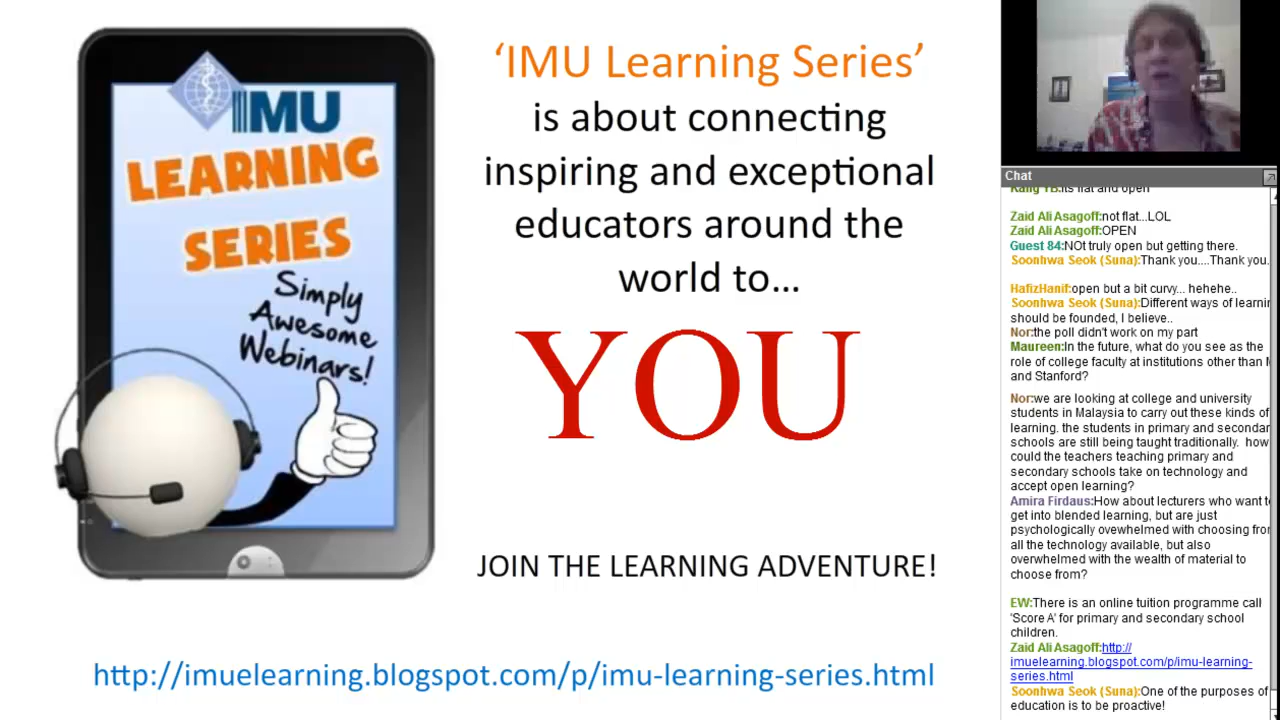 IMU
LEARNING
SERIES
Simply
Awesome
Webinars!
‘IMU Learning Series’
is about connecting
inspiring and exceptional
educators around the
world to…
YOU
JOIN THE LEARNING ADVENTURE!
http://imuelearning.blogspot.com/p/imu-learning-series.html
Chat
Kang YB:its flat and open
Zaid Ali Asagoff:not flat...LOL
Zaid Ali Asagoff:OPEN
Guest 84:NOt truly open but getting there.
Soonhwa Seok (Suna):Thank you....Thank you.
HafizHanif:open but a bit curvy... hehehe..
Soonhwa Seok (Suna):Different ways of learnin
should be founded, I believe..
Nor:the poll didn't work on my part
Maureen:In the future, what do you see as the
role of college faculty at institutions other than
and Stanford?
Nor:we are looking at college and university
students in Malaysia to carry out these kinds of
learning. the students in primary and secondar
schools are still being taught traditionally. how
could the teachers teaching primary and
secondary schools take on technology and
accept open learning?
Amira Firdaus:How about lecturers who want to
get into blended learning, but are just
psychologically overwhelmed with choosing fron
all the technology available, but also
overwhelmed with the wealth of material to
choose from?
EW:There is an online tuition programme call
'Score A' for primary and secondary school
children.
Zaid Ali Asagoff:http://
imuelearning.blogspot.com/p/imu-learning-
series.html
Soonhwa Seok (Suna):One of the purposes of
education is to be proactive!